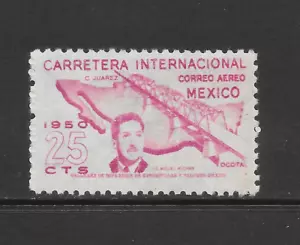 CARRETERA INTERNACIONAL
C. JUAREZ
CORREO AEREO
MEXICO
1950
25
CTS
OCOTAL